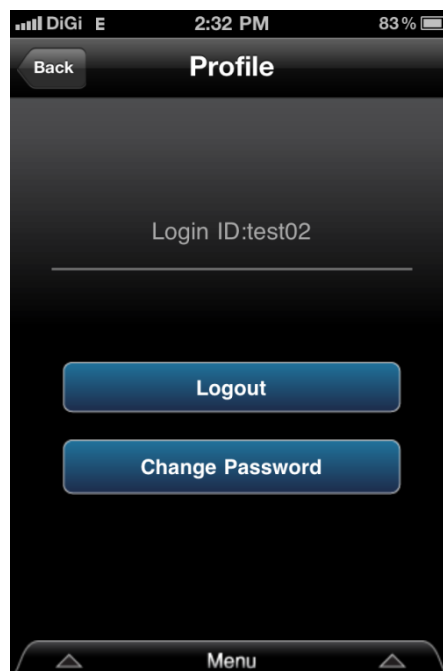 DiGi E 2:32 PM 83%
Back Profile
Login ID:test02
Logout
Change Password
Menu